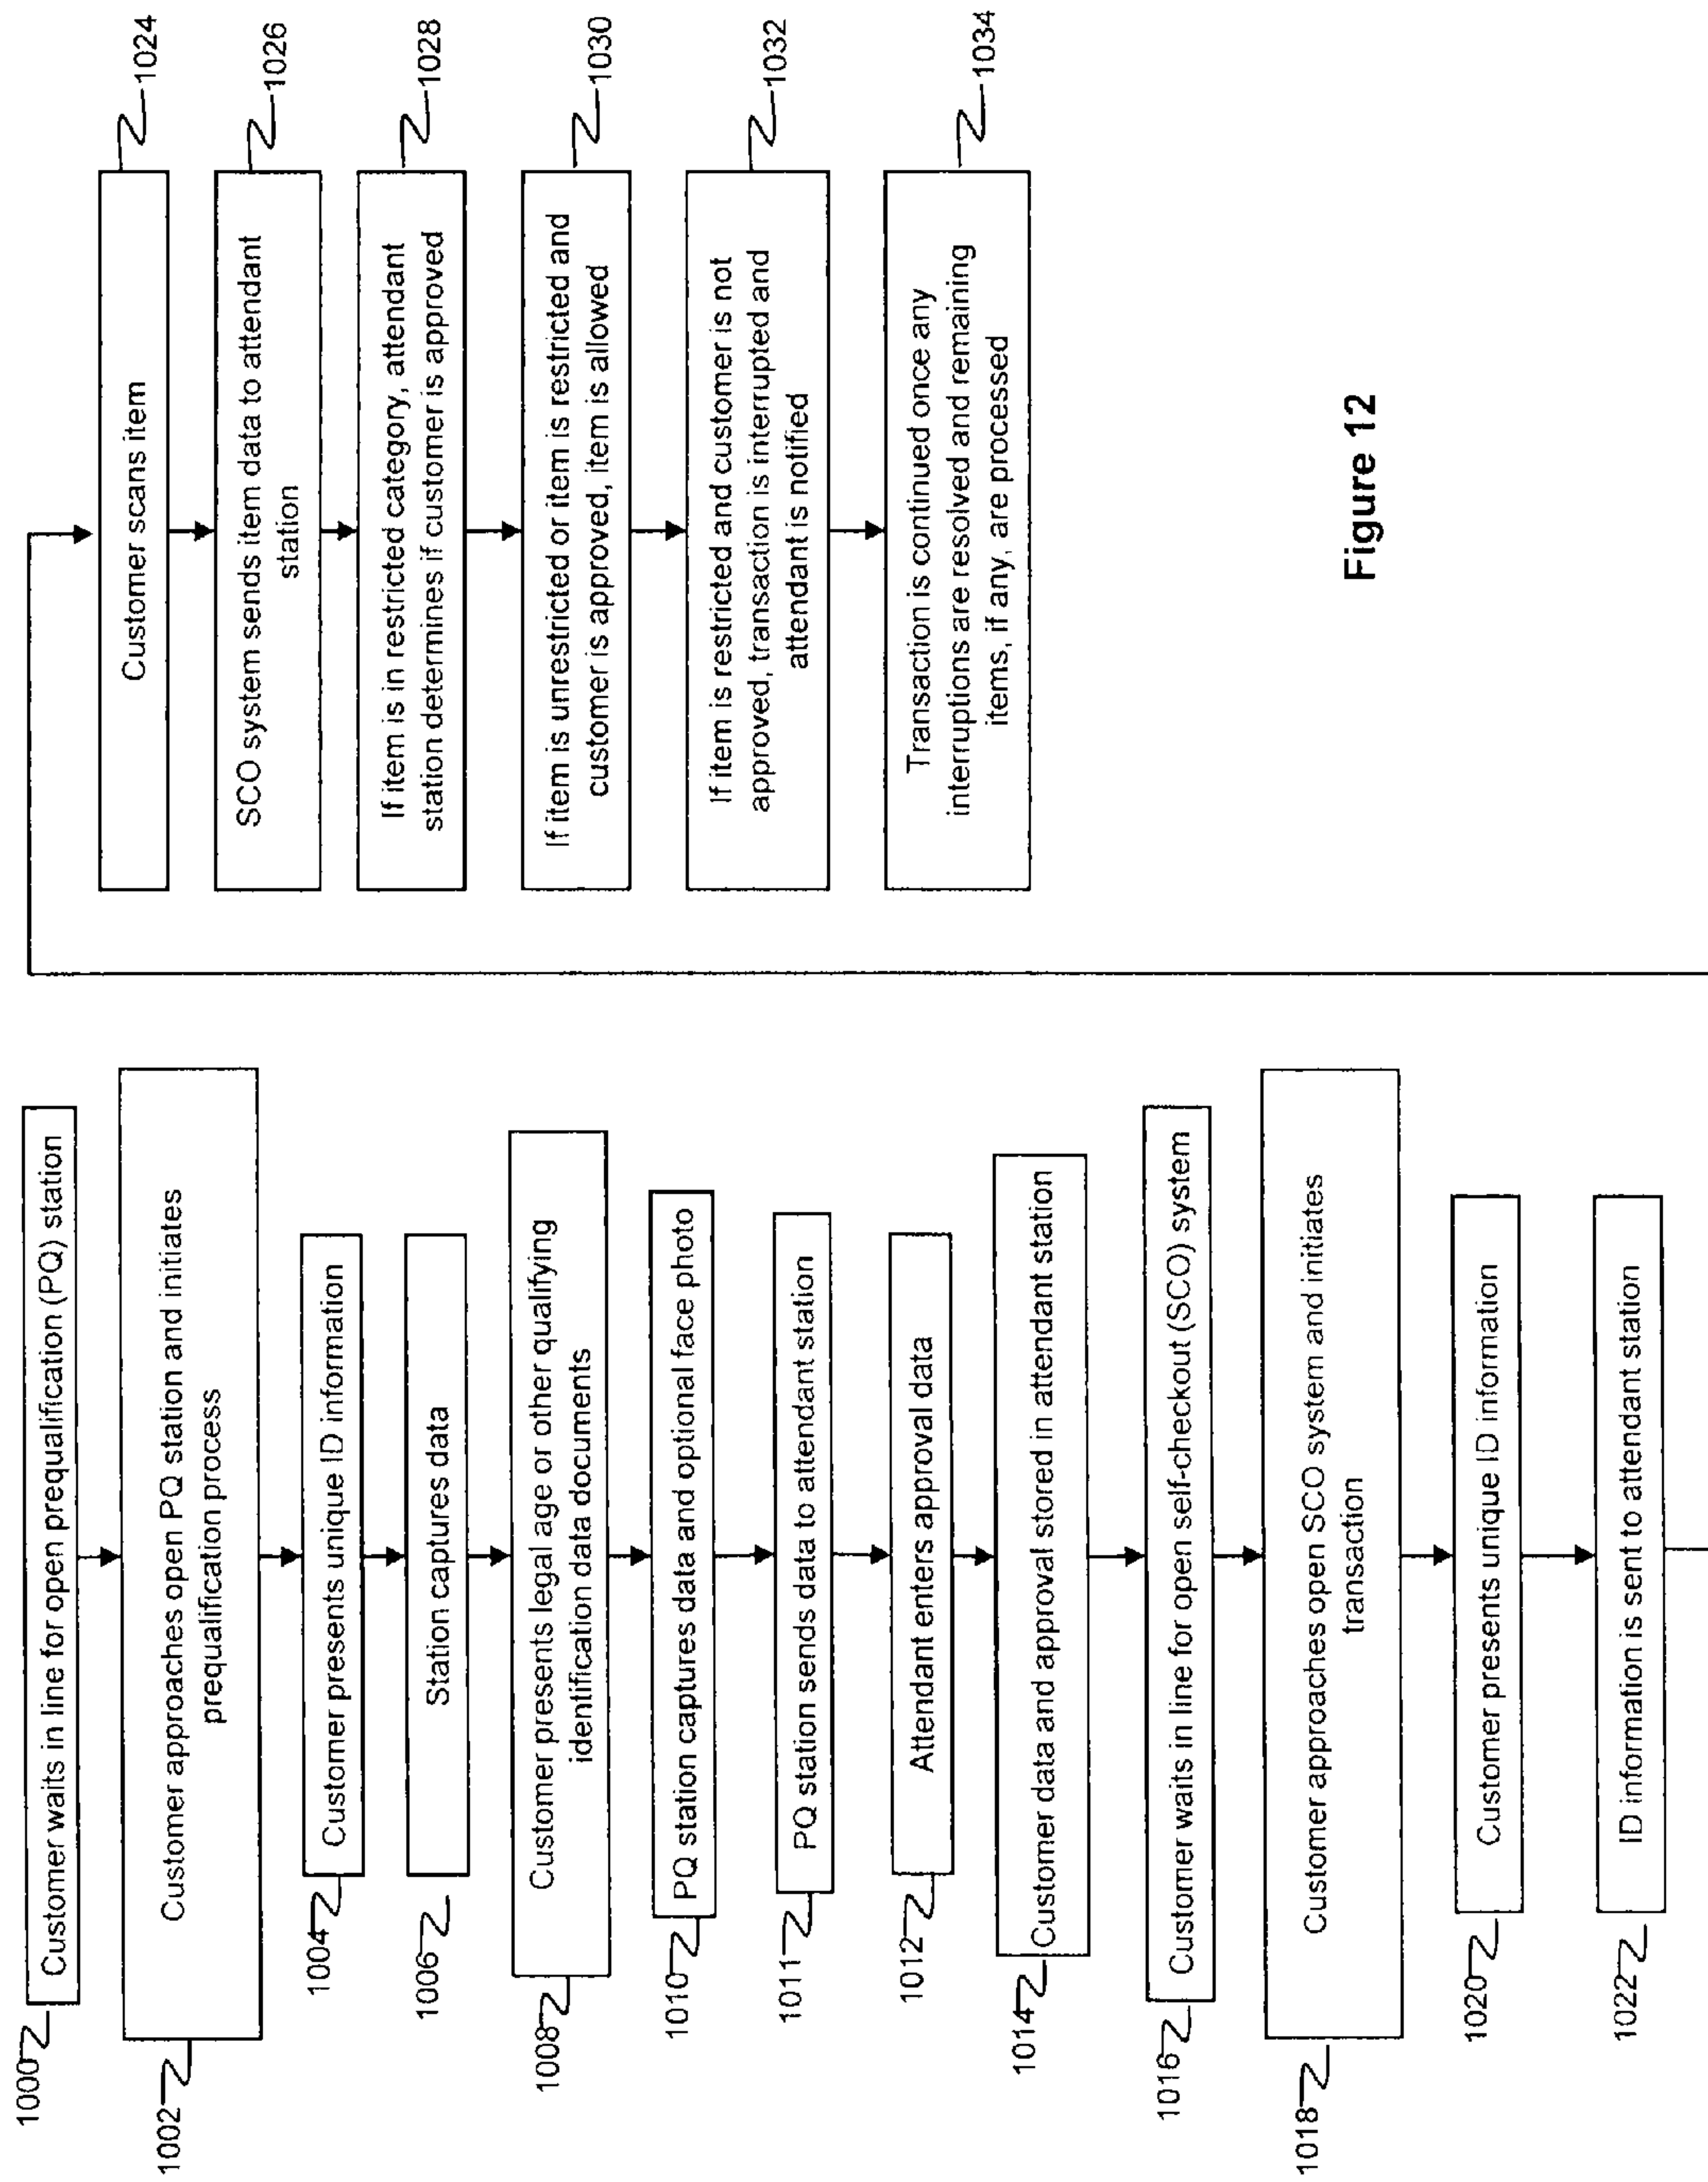 1000
Customer waits in line for open prequalification (PQ) station
1002
Customer approaches open PQ station and initiates
prequalification process
1004
Customer presents unique ID information
1006
Station captures data
1008
Customer presents legal age or other qualifying
identification data documents
1010
PQ station captures data and optional face photo
1011
PQ station sends data to attendant station
1012
Attendant enters approval data
1014
Customer data and approval stored in attendant station
1016
Customer waits in line for open self-checkout (SCO) system
1018
Customer approaches open SCO system and initiates
transaction
1020
Customer presents unique ID information
1022
ID information is sent to attendant station
Customer scans item
1024
SCO system sends item data to attendant
station
1026
If item is in restricted category, attendant
station determines if customer is approved
1028
If item is unrestricted or item is restricted and
customer is approved, item is allowed
1030
If item is restricted and customer is not
approved, transaction is interrupted and
attendant is notified
1032
Transaction is continued once any
interruptions are resolved and remaining
items, if any, are processed
1034
Figure 12